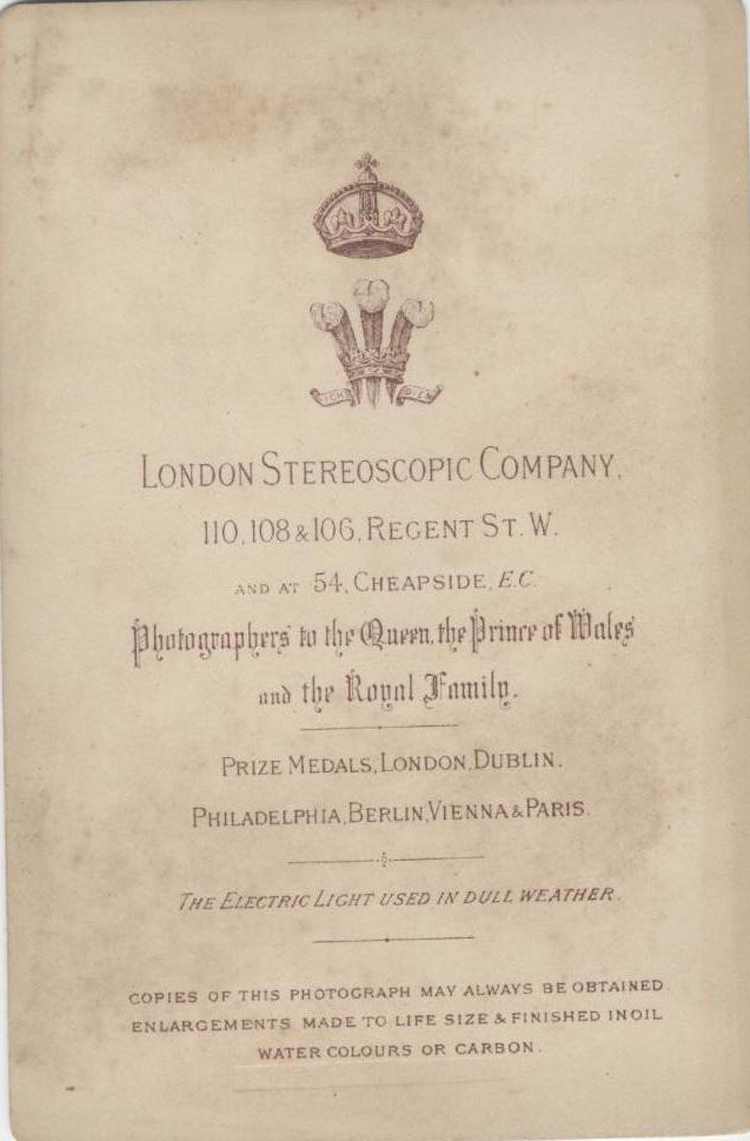 ICH DIEN
LONDON STEREOSCOPIC COMPANY,
110, 108 & 106, REGENT ST. W.
AND AT 54, CHEAPSIDE, E.C.
Photographers to the Queen, the Prince of Wales
and the Royal Family.
PRIZE MEDALS, LONDON, DUBLIN.
PHILADELPHIA, BERLIN, VIENNA & PARIS.
THE ELECTRIC LIGHT USED IN DULL WEATHER.
COPIES OF THIS PHOTOGRAPH MAY ALWAYS BE OBTAINED.
ENLARGEMENTS MADE TO LIFE SIZE & FINISHED IN OIL
WATER COLOURS OR CARBON.